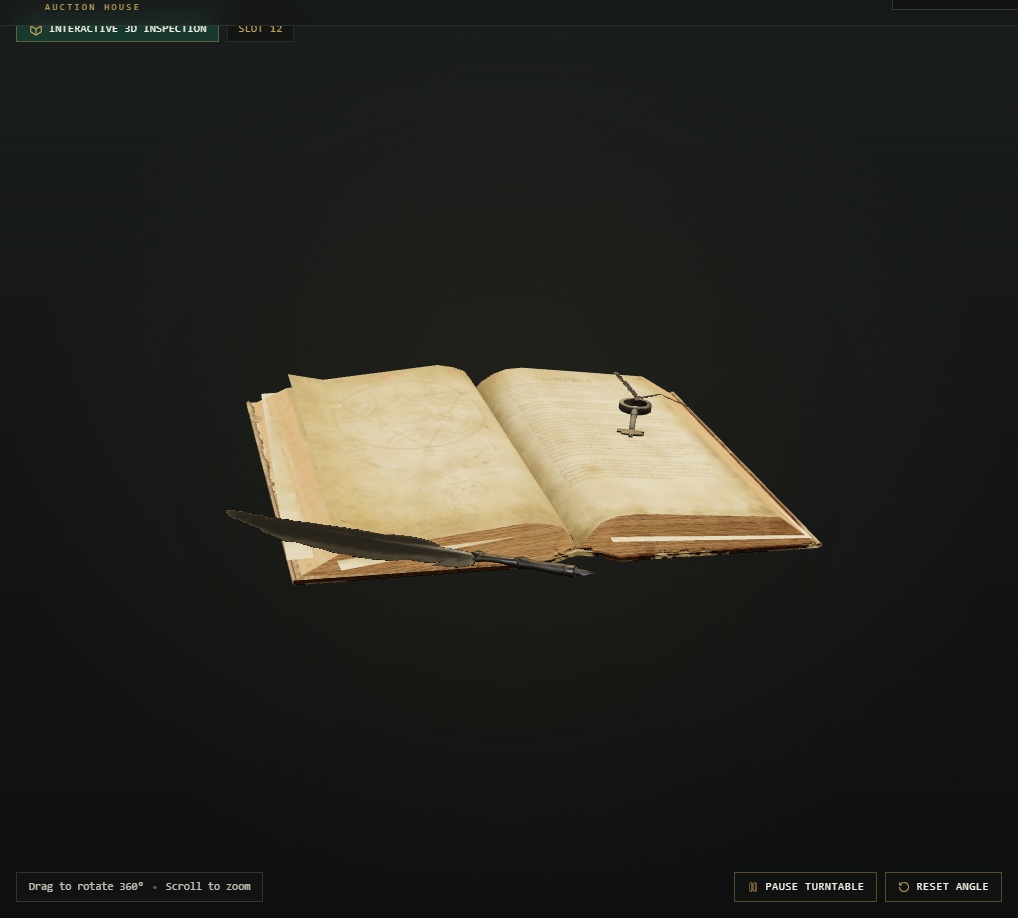 AUCTION HOUSE
INTERACTIVE 3D INSPECTION
SLOT 12
Drag to rotate 360° • Scroll to zoom
PAUSE TURNTABLE
RESET ANGLE